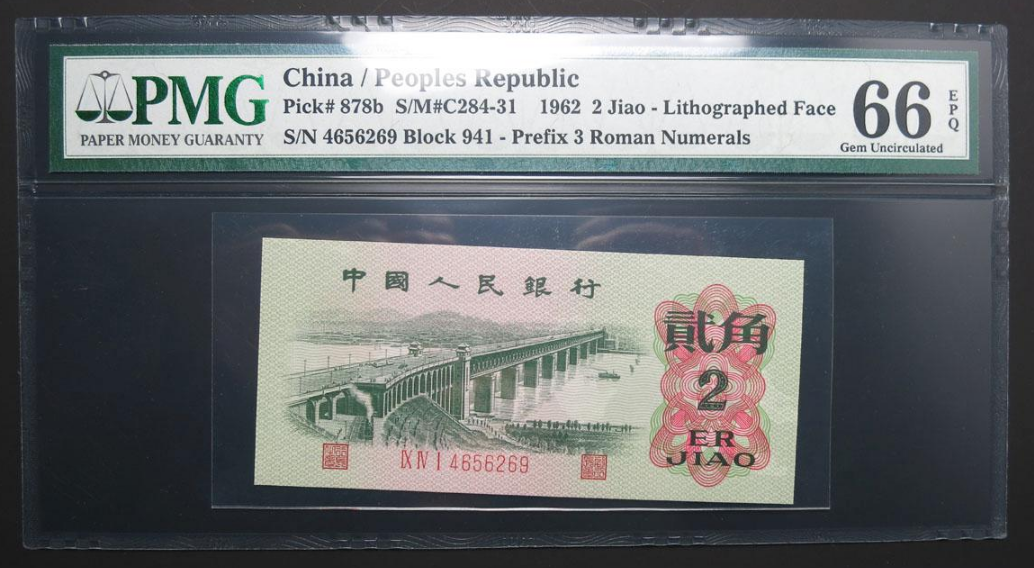 PMG
PAPER MONEY GUARANTY
China / Peoples Republic
Pick# 878b S/M#C284-31 1962 2 Jiao - Lithographed Face
S/N 4656269 Block 941 - Prefix 3 Roman Numerals
66
EPQ
Gem Uncirculated
中國人民銀行
貳角
2
ER
JIAO
IX IV I 4656269